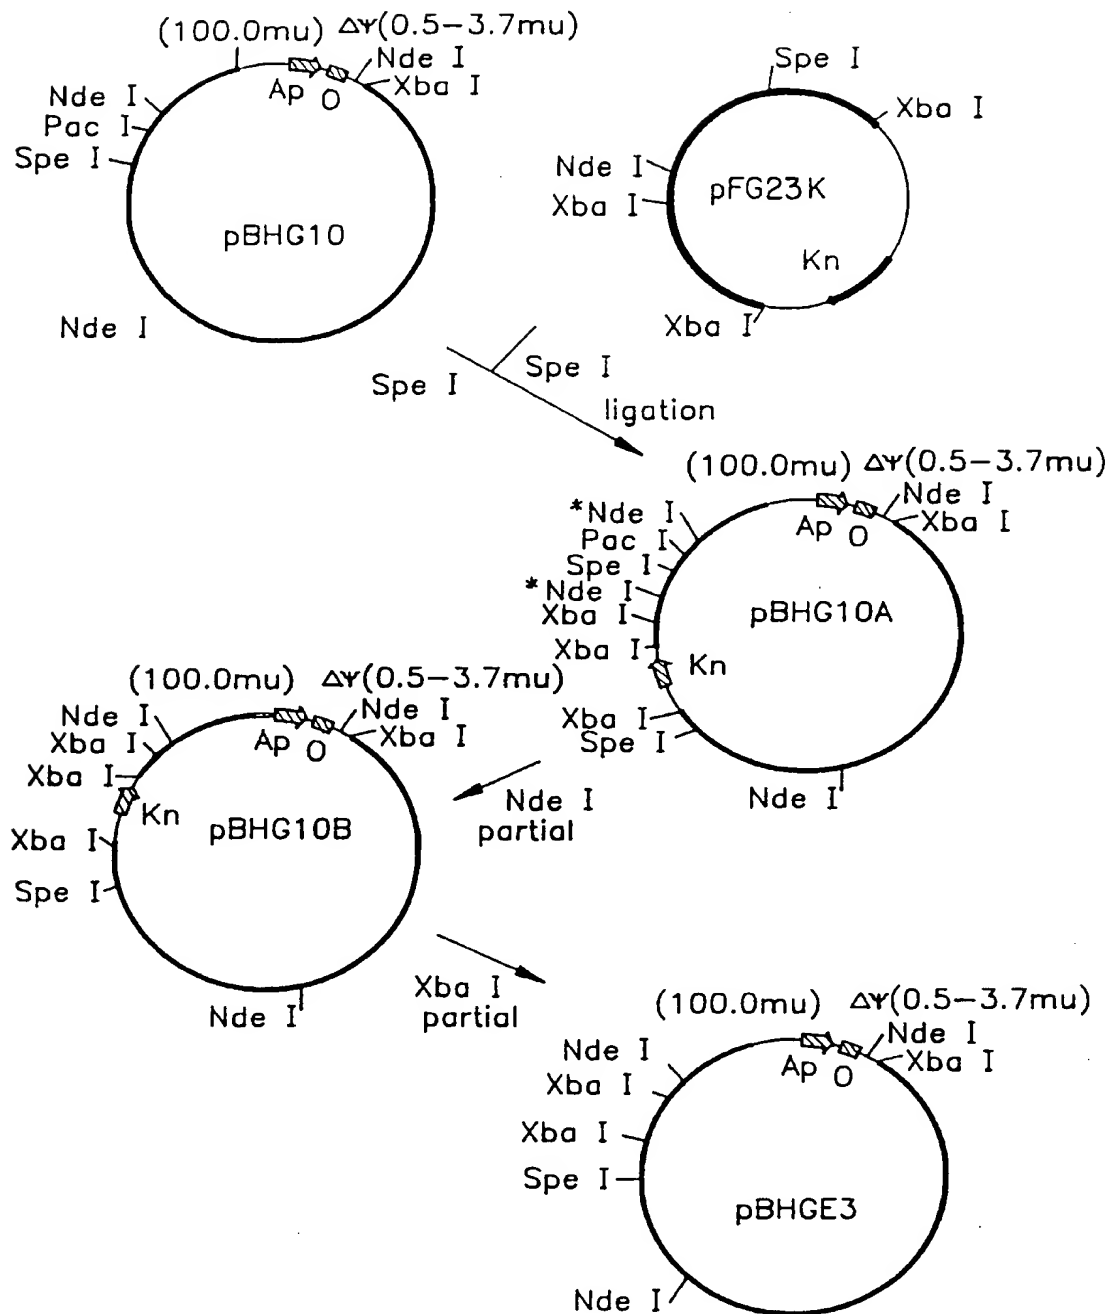 (100.0mu) ΔΨ(0.5–3.7mu)
Nde I
Xba I
Ap O
Nde I
Pac I
Spe I
pBHG10
Nde I
Spe I
Xba I
Nde I
Xba I
pFG23K
Kn
Xba I
Spe I
Spe I
ligation
(100.0mu) ΔΨ(0.5–3.7mu)
Nde I
Xba I
Ap O
*Nde I
Pac I
Spe I
*Nde I
Xba I
Xba I
Kn
pBHG10A
Xba I
Spe I
Nde I
Nde I
partial
(100.0mu) ΔΨ(0.5–3.7mu)
Nde I
Xba I
Ap O
Nde I
Xba I
Xba I
Kn
pBHG10B
Xba I
Spe I
Nde I
Xba I
partial
(100.0mu) ΔΨ(0.5–3.7mu)
Nde I
Xba I
Ap O
Nde I
Xba I
Xba I
Spe I
pBHGE3
Nde I